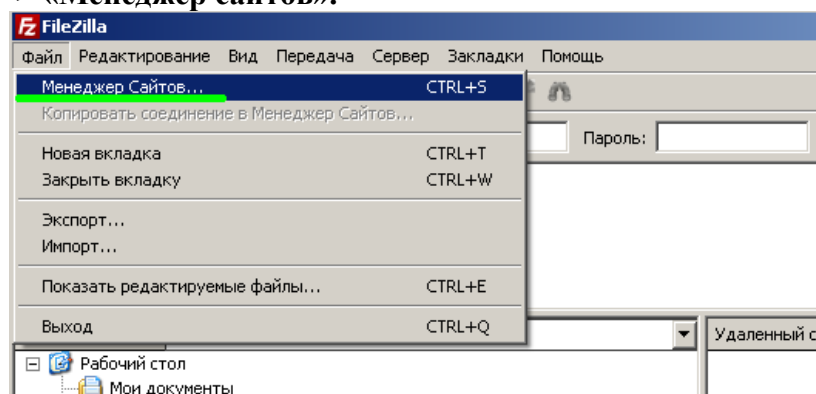 «Менеджер сайтов».
FileZilla
Файл Редактирование Вид Передача Сервер Закладки Помощь
Менеджер Сайтов... CTRL+S
Копировать соединение в Менеджер Сайтов...
Пароль:
Новая вкладка CTRL+T
Закрыть вкладку CTRL+W
Экспорт...
Импорт...
Показать редактируемые файлы... CTRL+E
Выход CTRL+Q
Удаленный с
Рабочий стол
Мои документы